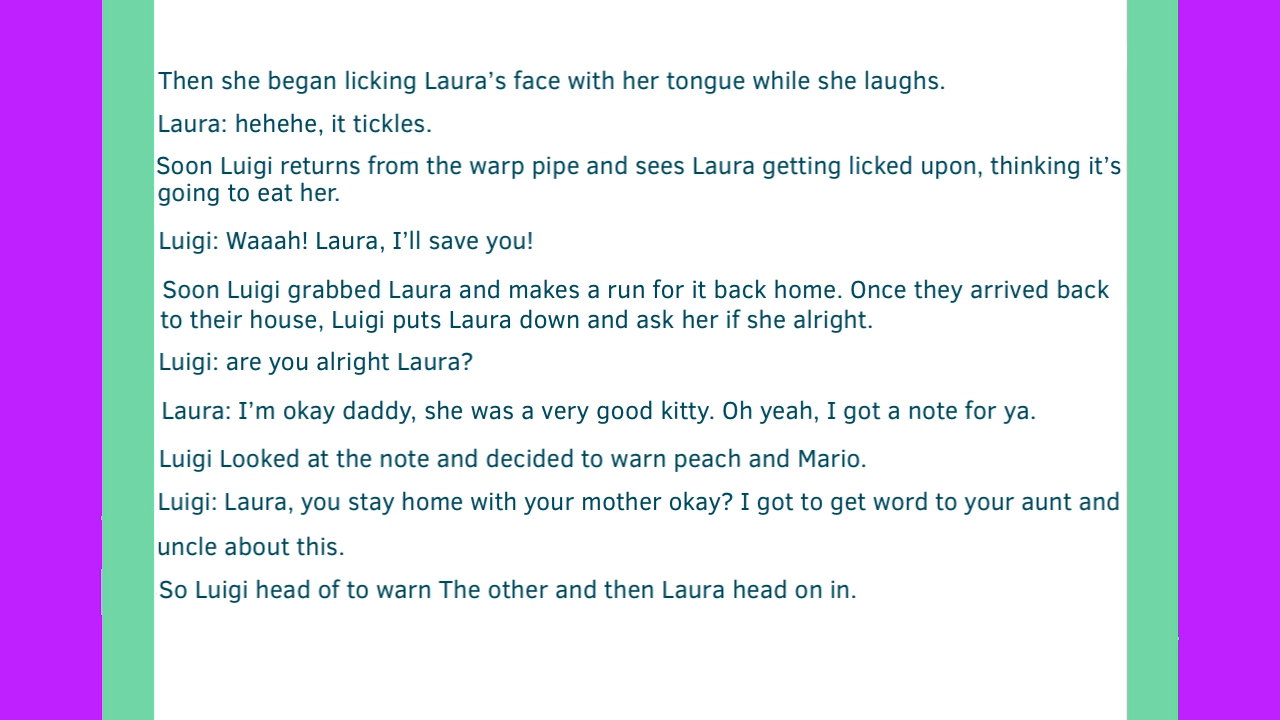 Then she began licking Laura’s face with her tongue while she laughs.
Laura: hehehe, it tickles.
Soon Luigi returns from the warp pipe and sees Laura getting licked upon, thinking it’s
going to eat her.
Luigi: Waaah! Laura, I’ll save you!
Soon Luigi grabbed Laura and makes a run for it back home. Once they arrived back
to their house, Luigi puts Laura down and ask her if she alright.
Luigi: are you alright Laura?
Laura: I’m okay daddy, she was a very good kitty. Oh yeah, I got a note for ya.
Luigi Looked at the note and decided to warn peach and Mario.
Luigi: Laura, you stay home with your mother okay? I got to get word to your aunt and
uncle about this.
So Luigi head of to warn The other and then Laura head on in.